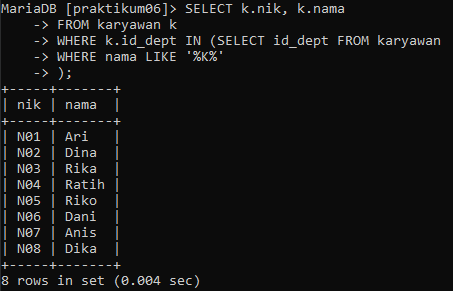 MariaDB [praktikum06]> SELECT k.nik, k.nama
    -> FROM karyawan k
    -> WHERE k.id_dept IN (SELECT id_dept FROM karyawan
    -> WHERE nama LIKE '%K%'
    -> );
+-----+-------+
| nik | nama  |
+-----+-------+
| N01 | Ari   |
| N02 | Dina  |
| N03 | Rika  |
| N04 | Ratih |
| N05 | Riko  |
| N06 | Dani  |
| N07 | Anis  |
| N08 | Dika  |
+-----+-------+
8 rows in set (0.004 sec)